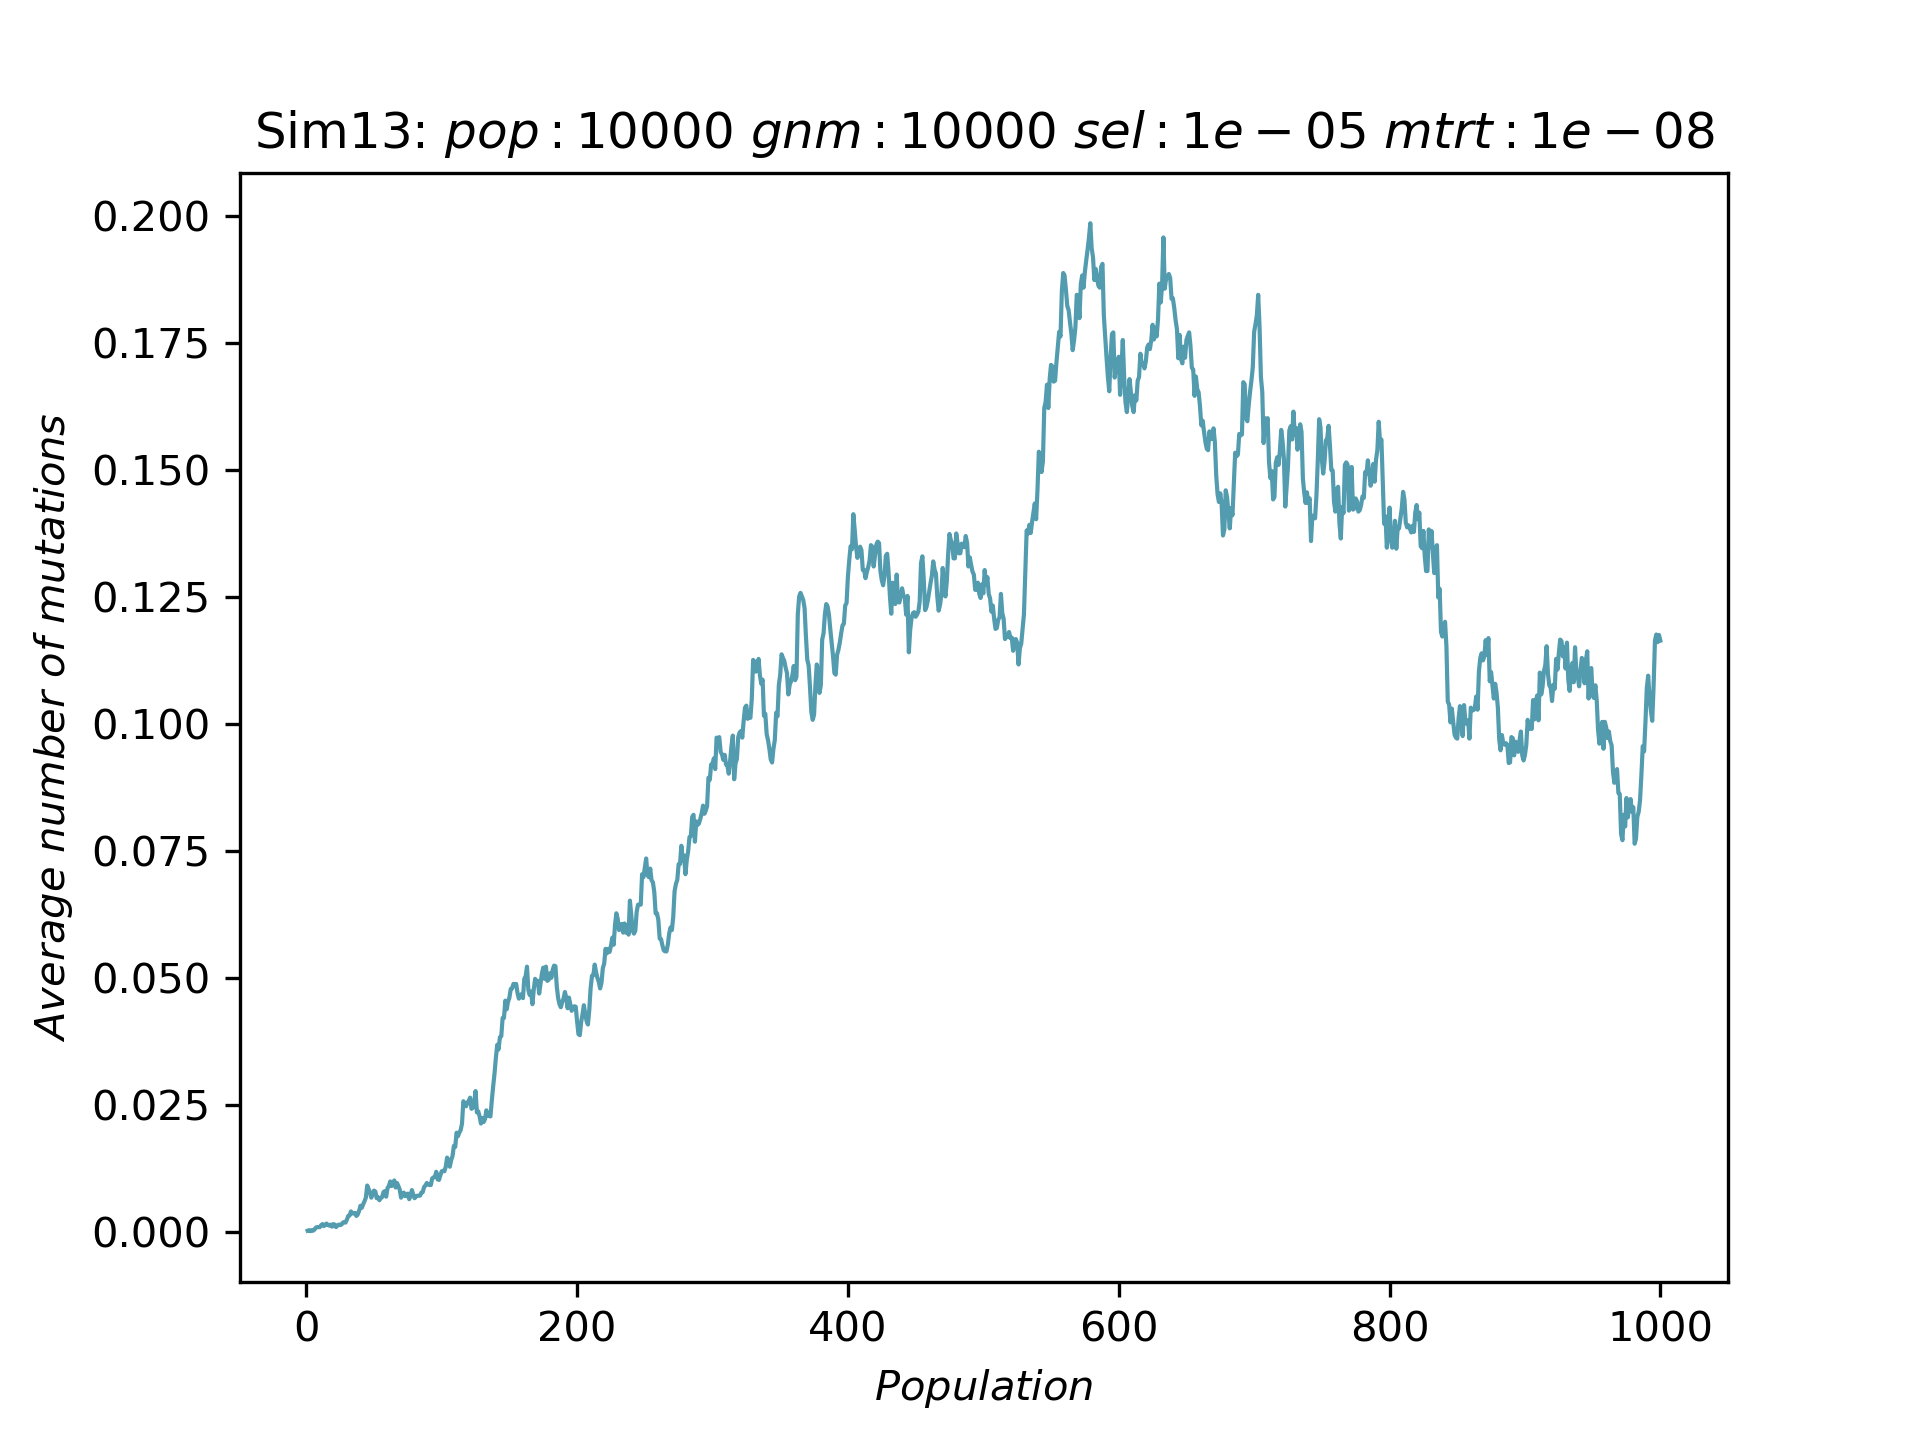 Sim13: pop : 10000 gnm : 10000 sel : 1e − 05 mtrt : 1e − 08
0.200
0.175
0.150
0.125
0.100
0.075
0.050
0.025
0.000
Average number of mutations
0 200 400 600 800 1000
Population